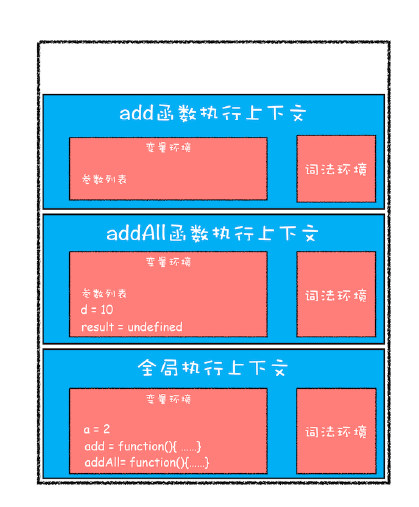 add函数执行上下文
变量环境
参数列表
词法环境
addAll函数执行上下文
变量环境
参数列表
d = 10
result = undefined
词法环境
全局执行上下文
变量环境
a = 2
add = function(){ ......}
addAll= function(){......}
词法环境